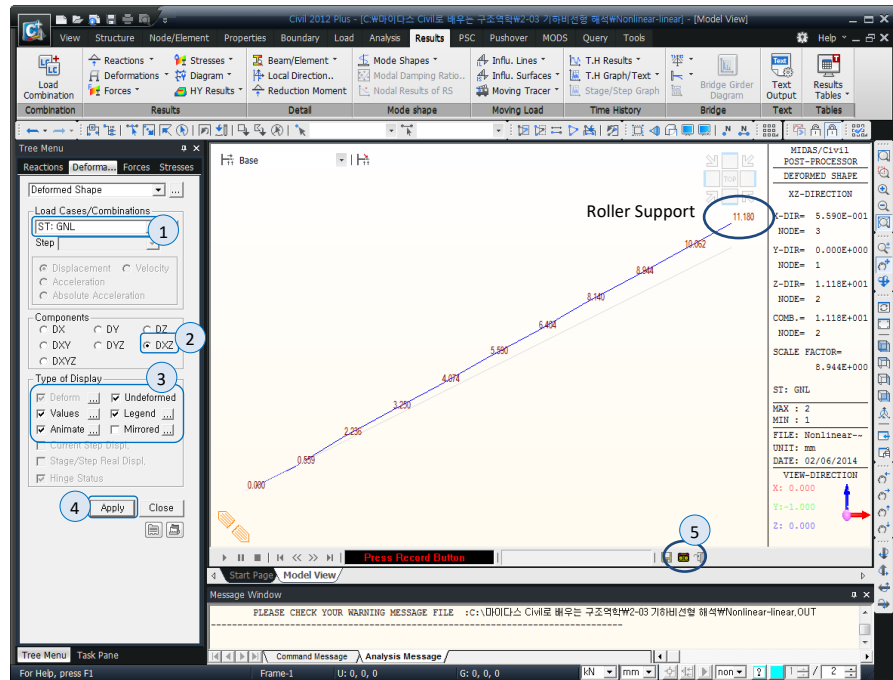 Civil 2012 Plus - [C:₩마이다스 Civil로 배우는 구조역학₩2-03 기하비선형 해석₩Nonlinear-linear] - [Model View]
View Structure Node/Element Properties Boundary Load Analysis Results PSC Pushover MODS Query Tools Help
Load Combination
Reactions
Deformations
Forces
Stresses
Diagram
HY Results
Beam/Element
Local Direction..
Reduction Moment
Mode Shapes
Modal Damping Ratio..
Nodal Results of RS
Influ. Lines
Influ. Surfaces
Moving Tracer
T.H Results
T.H Graph/Text
Stage/Step Graph
Bridge Girder Diagram
Text Output
Results Tables
Combination Results Detail Mode shape Moving Load Time History Bridge Text Tables
Tree Menu
Reactions Deforma... Forces Stresses
Deformed Shape ...
Load Cases/Combinations
ST: GNL
1
Step
Displacement Velocity
Acceleration
Absolute Acceleration
Components
DX DY DZ
DXY DYZ DXZ
2
DXYZ
Type of Display
3
Deform ... Undeformed
Values ... Legend ...
Animate ... Mirrored ...
Current Step Displ.
Stage/Step Real Displ.
Hinge Status
4
Apply Close
Tree Menu Task Pane
Base
TOP
Roller Support
11.180
10.062
8.944
8.140
6.484
5.590
4.074
3.250
2.236
0.559
0.000
MIDAS/Civil
POST-PROCESSOR
DEFORMED SHAPE
XZ-DIRECTION
X-DIR= 5.590E-001
NODE= 3
Y-DIR= 0.000E+000
NODE= 1
Z-DIR= 1.118E+001
NODE= 2
COMB.= 1.118E+001
NODE= 2
SCALE FACTOR=
8.944E+000
ST: GNL
MAX : 2
MIN : 1
FILE: Nonlinear-~
UNIT: mm
DATE: 02/06/2014
VIEW-DIRECTION
X: 0.000
Y:-1.000
Z: 0.000
5
Press Record Button
Start Page Model View
Message Window
PLEASE CHECK YOUR WARNING MESSAGE FILE :C:₩마이다스 Civil로 배우는 구조역학₩2-03 기하비선형 해석₩Nonlinear-linear.OUT
Command Message Analysis Message
For Help, press F1 Frame-1 U: 0, 0, 0 G: 0, 0, 0 kN mm non ? 1 / 2